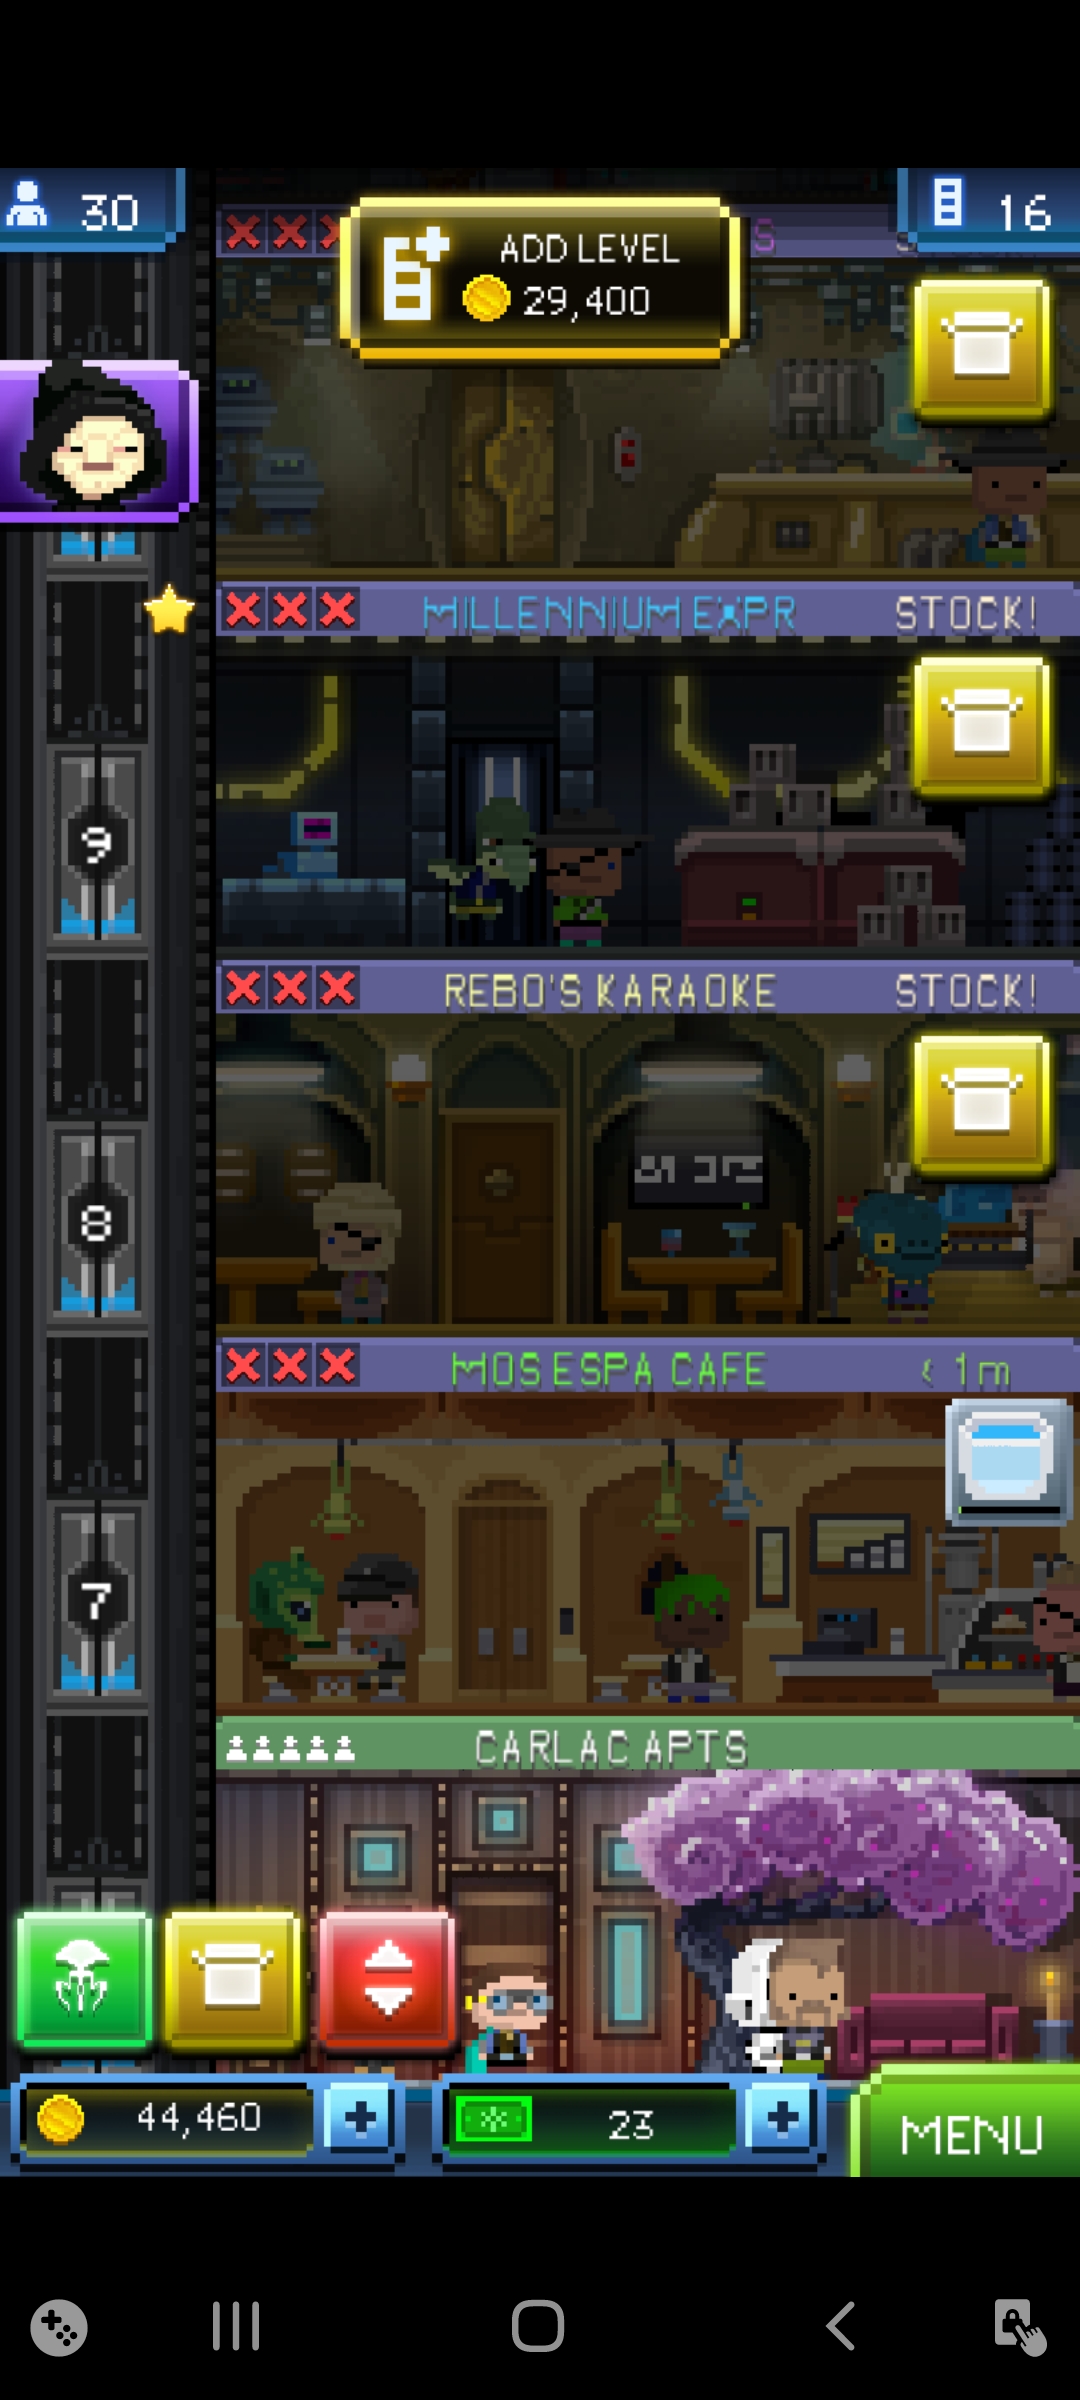 30
16
ADD LEVEL
29,400
MILLENNIUM EXPR STOCK!
9
REBO'S KARAOKE STOCK!
8
MOS ESPA CAFE < 1m
7
CARLAC APTS
44,460
23
MENU